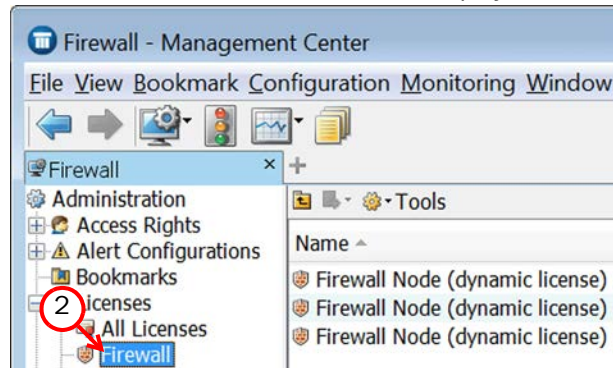 Firewall - Management Center
File View Bookmark Configuration Monitoring Window
Firewall × +
Administration
Access Rights
Alert Configurations
Bookmarks
Licenses
All Licenses
Firewall
2
Tools
Name
Firewall Node (dynamic license)
Firewall Node (dynamic license)
Firewall Node (dynamic license)